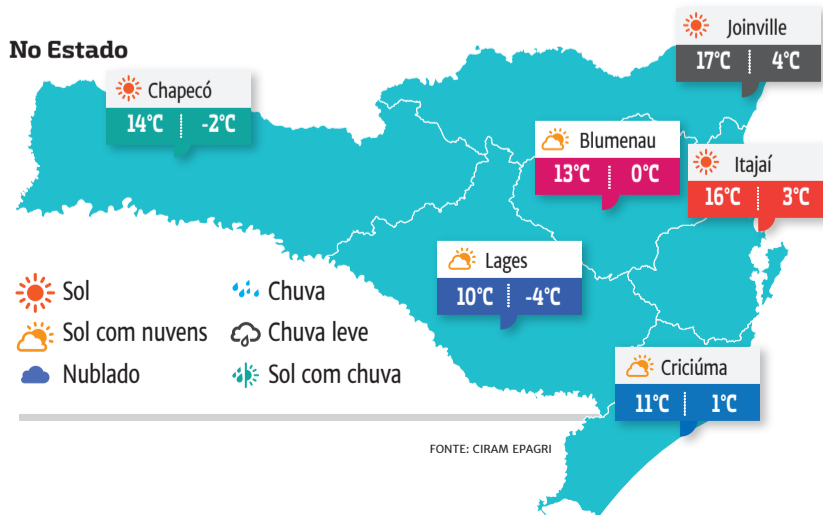 No Estado
Joinville
17°C 4°C
Chapecó
14°C -2°C
Blumenau
13°C 0°C
Itajaí
16°C 3°C
Lages
10°C -4°C
Sol
Chuva
Sol com nuvens
Chuva leve
Nublado
Sol com chuva
Criciúma
11°C 1°C
FONTE: CIRAM EPAGRI